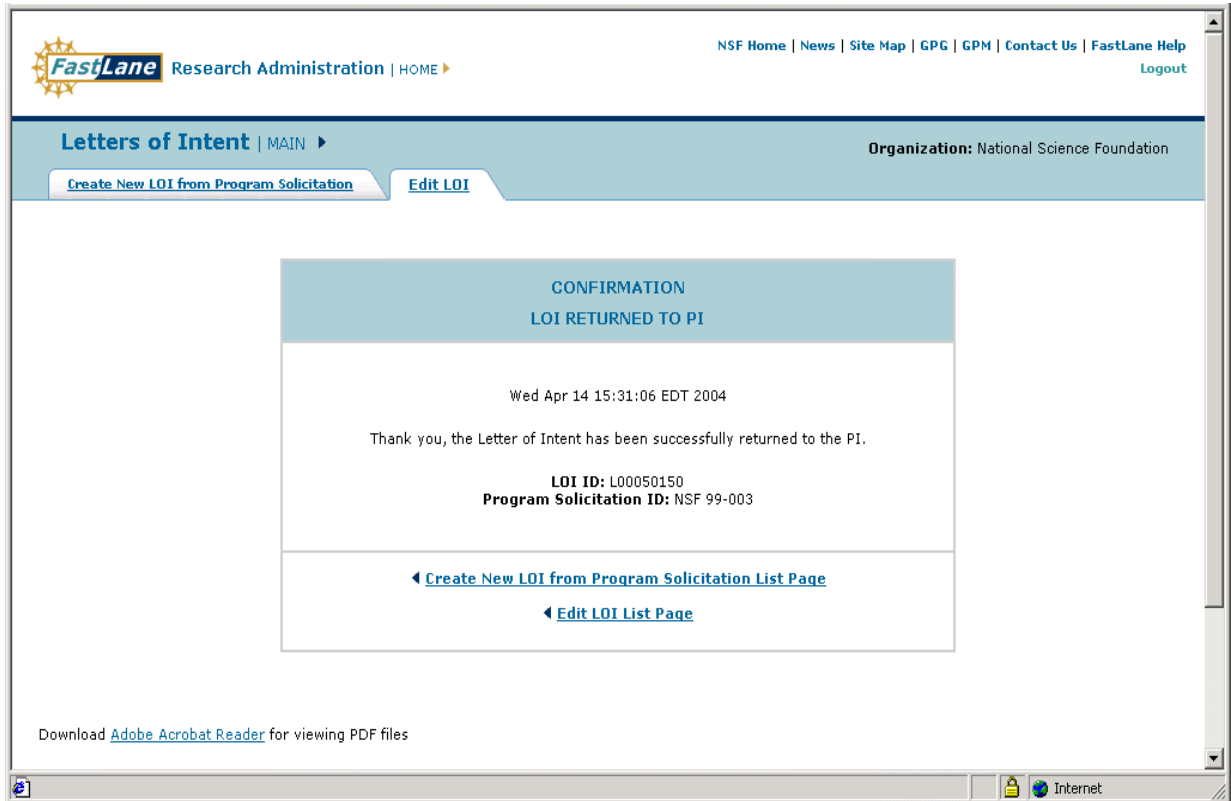 NSF Home | News | Site Map | GPG | GPM | Contact Us | FastLane Help
Logout
FastLane Research Administration | HOME
Letters of Intent | MAIN
Organization: National Science Foundation
Create New LOI from Program Solicitation
Edit LOI
CONFIRMATION
LOI RETURNED TO PI
Wed Apr 14 15:31:06 EDT 2004
Thank you, the Letter of Intent has been successfully returned to the PI.
LOI ID: L00050150
Program Solicitation ID: NSF 99-003
Create New LOI from Program Solicitation List Page
Edit LOI List Page
Download Adobe Acrobat Reader for viewing PDF files
Internet